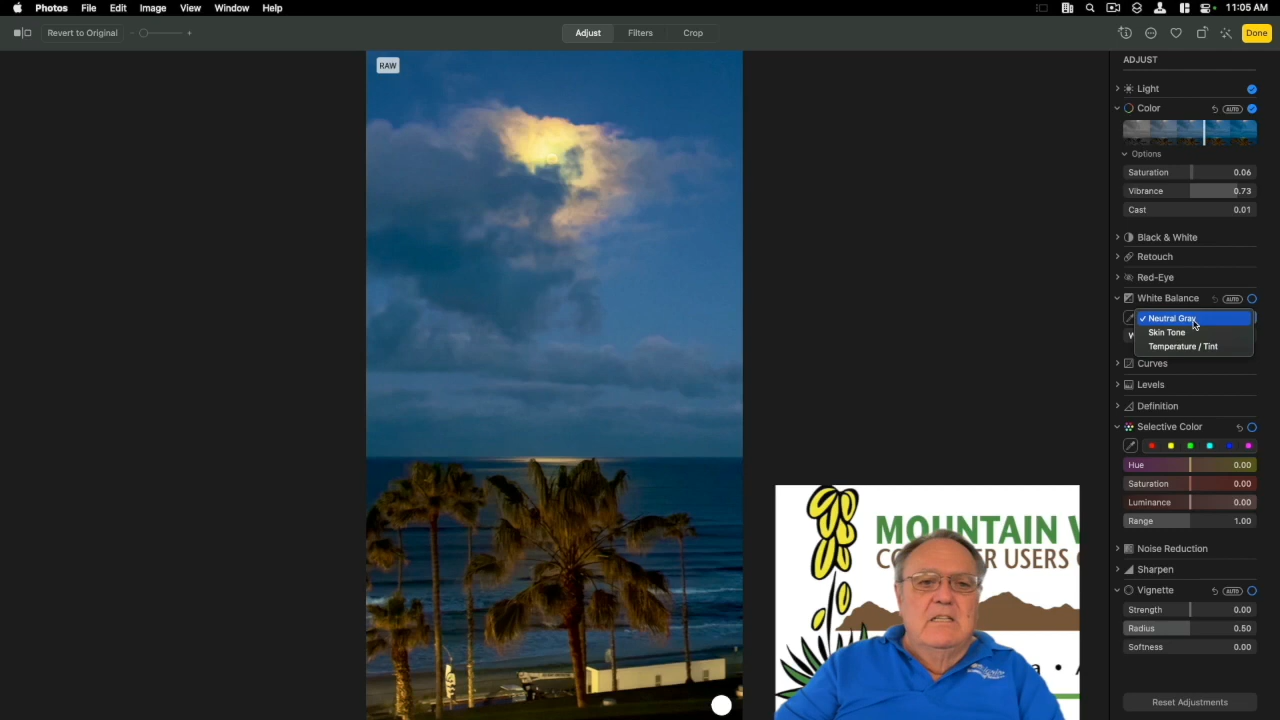 Photos File Edit Image View Window Help 11:05 AM
Revert to Original - + Adjust Filters Crop Done
RAW
ADJUST
Light
Color AUTO
Options
Saturation 0.06
Vibrance 0.73
Cast 0.01
Black & White
Retouch
Red-Eye
White Balance AUTO
✓ Neutral Gray
Skin Tone
W
Temperature / Tint
Curves
Levels
Definition
Selective Color
Hue 0.00
Saturation 0.00
Luminance 0.00
Range 1.00
Noise Reduction
Sharpen
Vignette AUTO
Strength 0.00
Radius 0.50
Softness 0.00
Reset Adjustments
MOUNTAIN
USERS